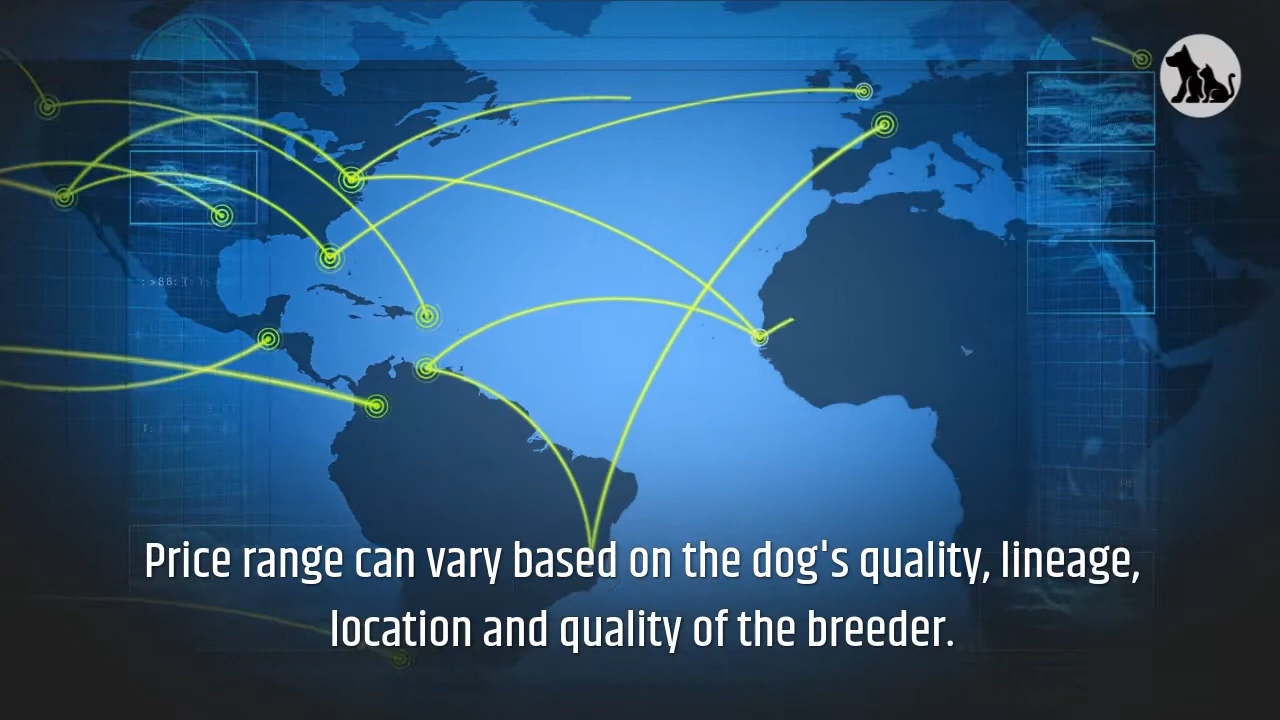 Price range can vary based on the dog's quality, lineage,
location and quality of the breeder.